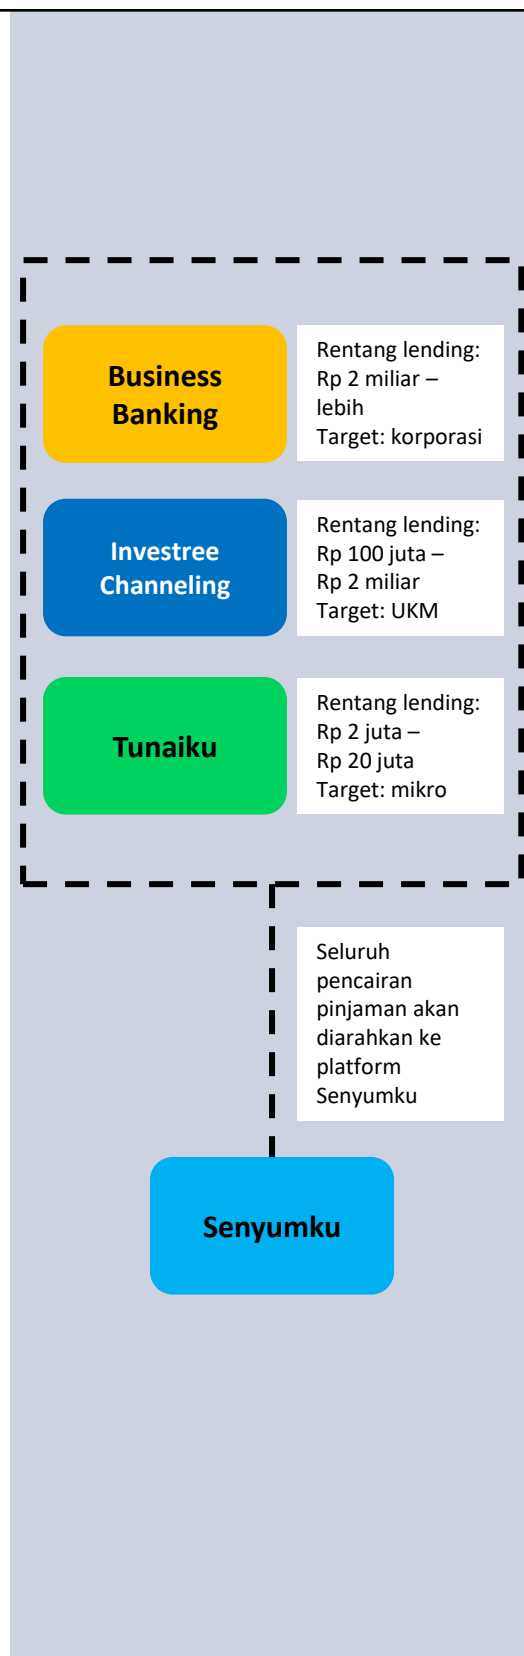 Business
Banking
Rentang lending:
Rp 2 miliar –
lebih
Target: korporasi
Investree
Channeling
Rentang lending:
Rp 100 juta –
Rp 2 miliar
Target: UKM
Tunaiku
Rentang lending:
Rp 2 juta –
Rp 20 juta
Target: mikro
Seluruh
pencairan
pinjaman akan
diarahkan ke
platform
Senyumku
Senyumku